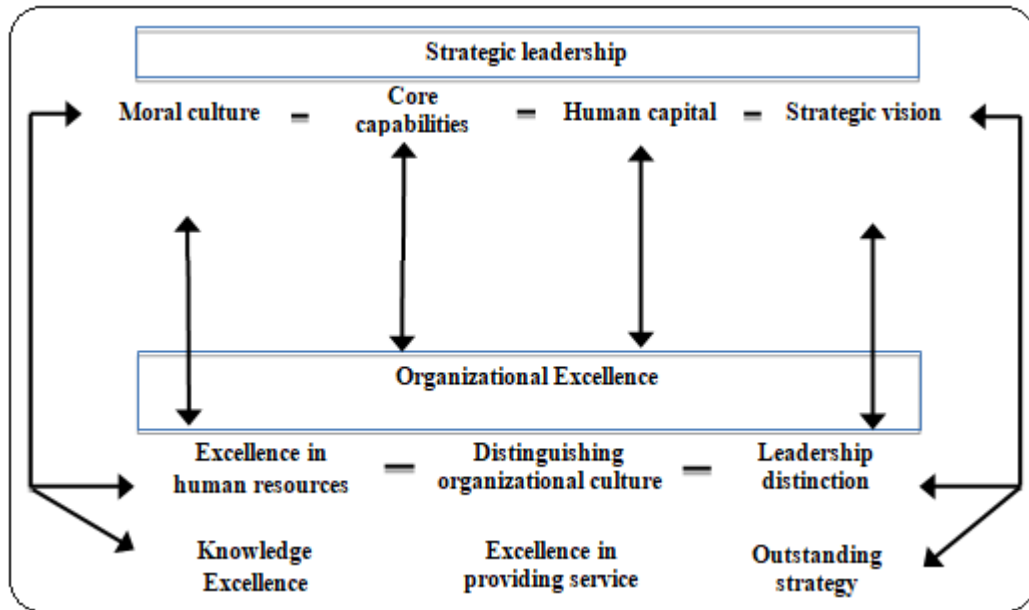 Strategic leadership
Moral culture - Core capabilities - Human capital - Strategic vision
Organizational Excellence
Excellence in human resources - Distinguishing organizational culture - Leadership distinction
Knowledge Excellence
Excellence in providing service
Outstanding strategy